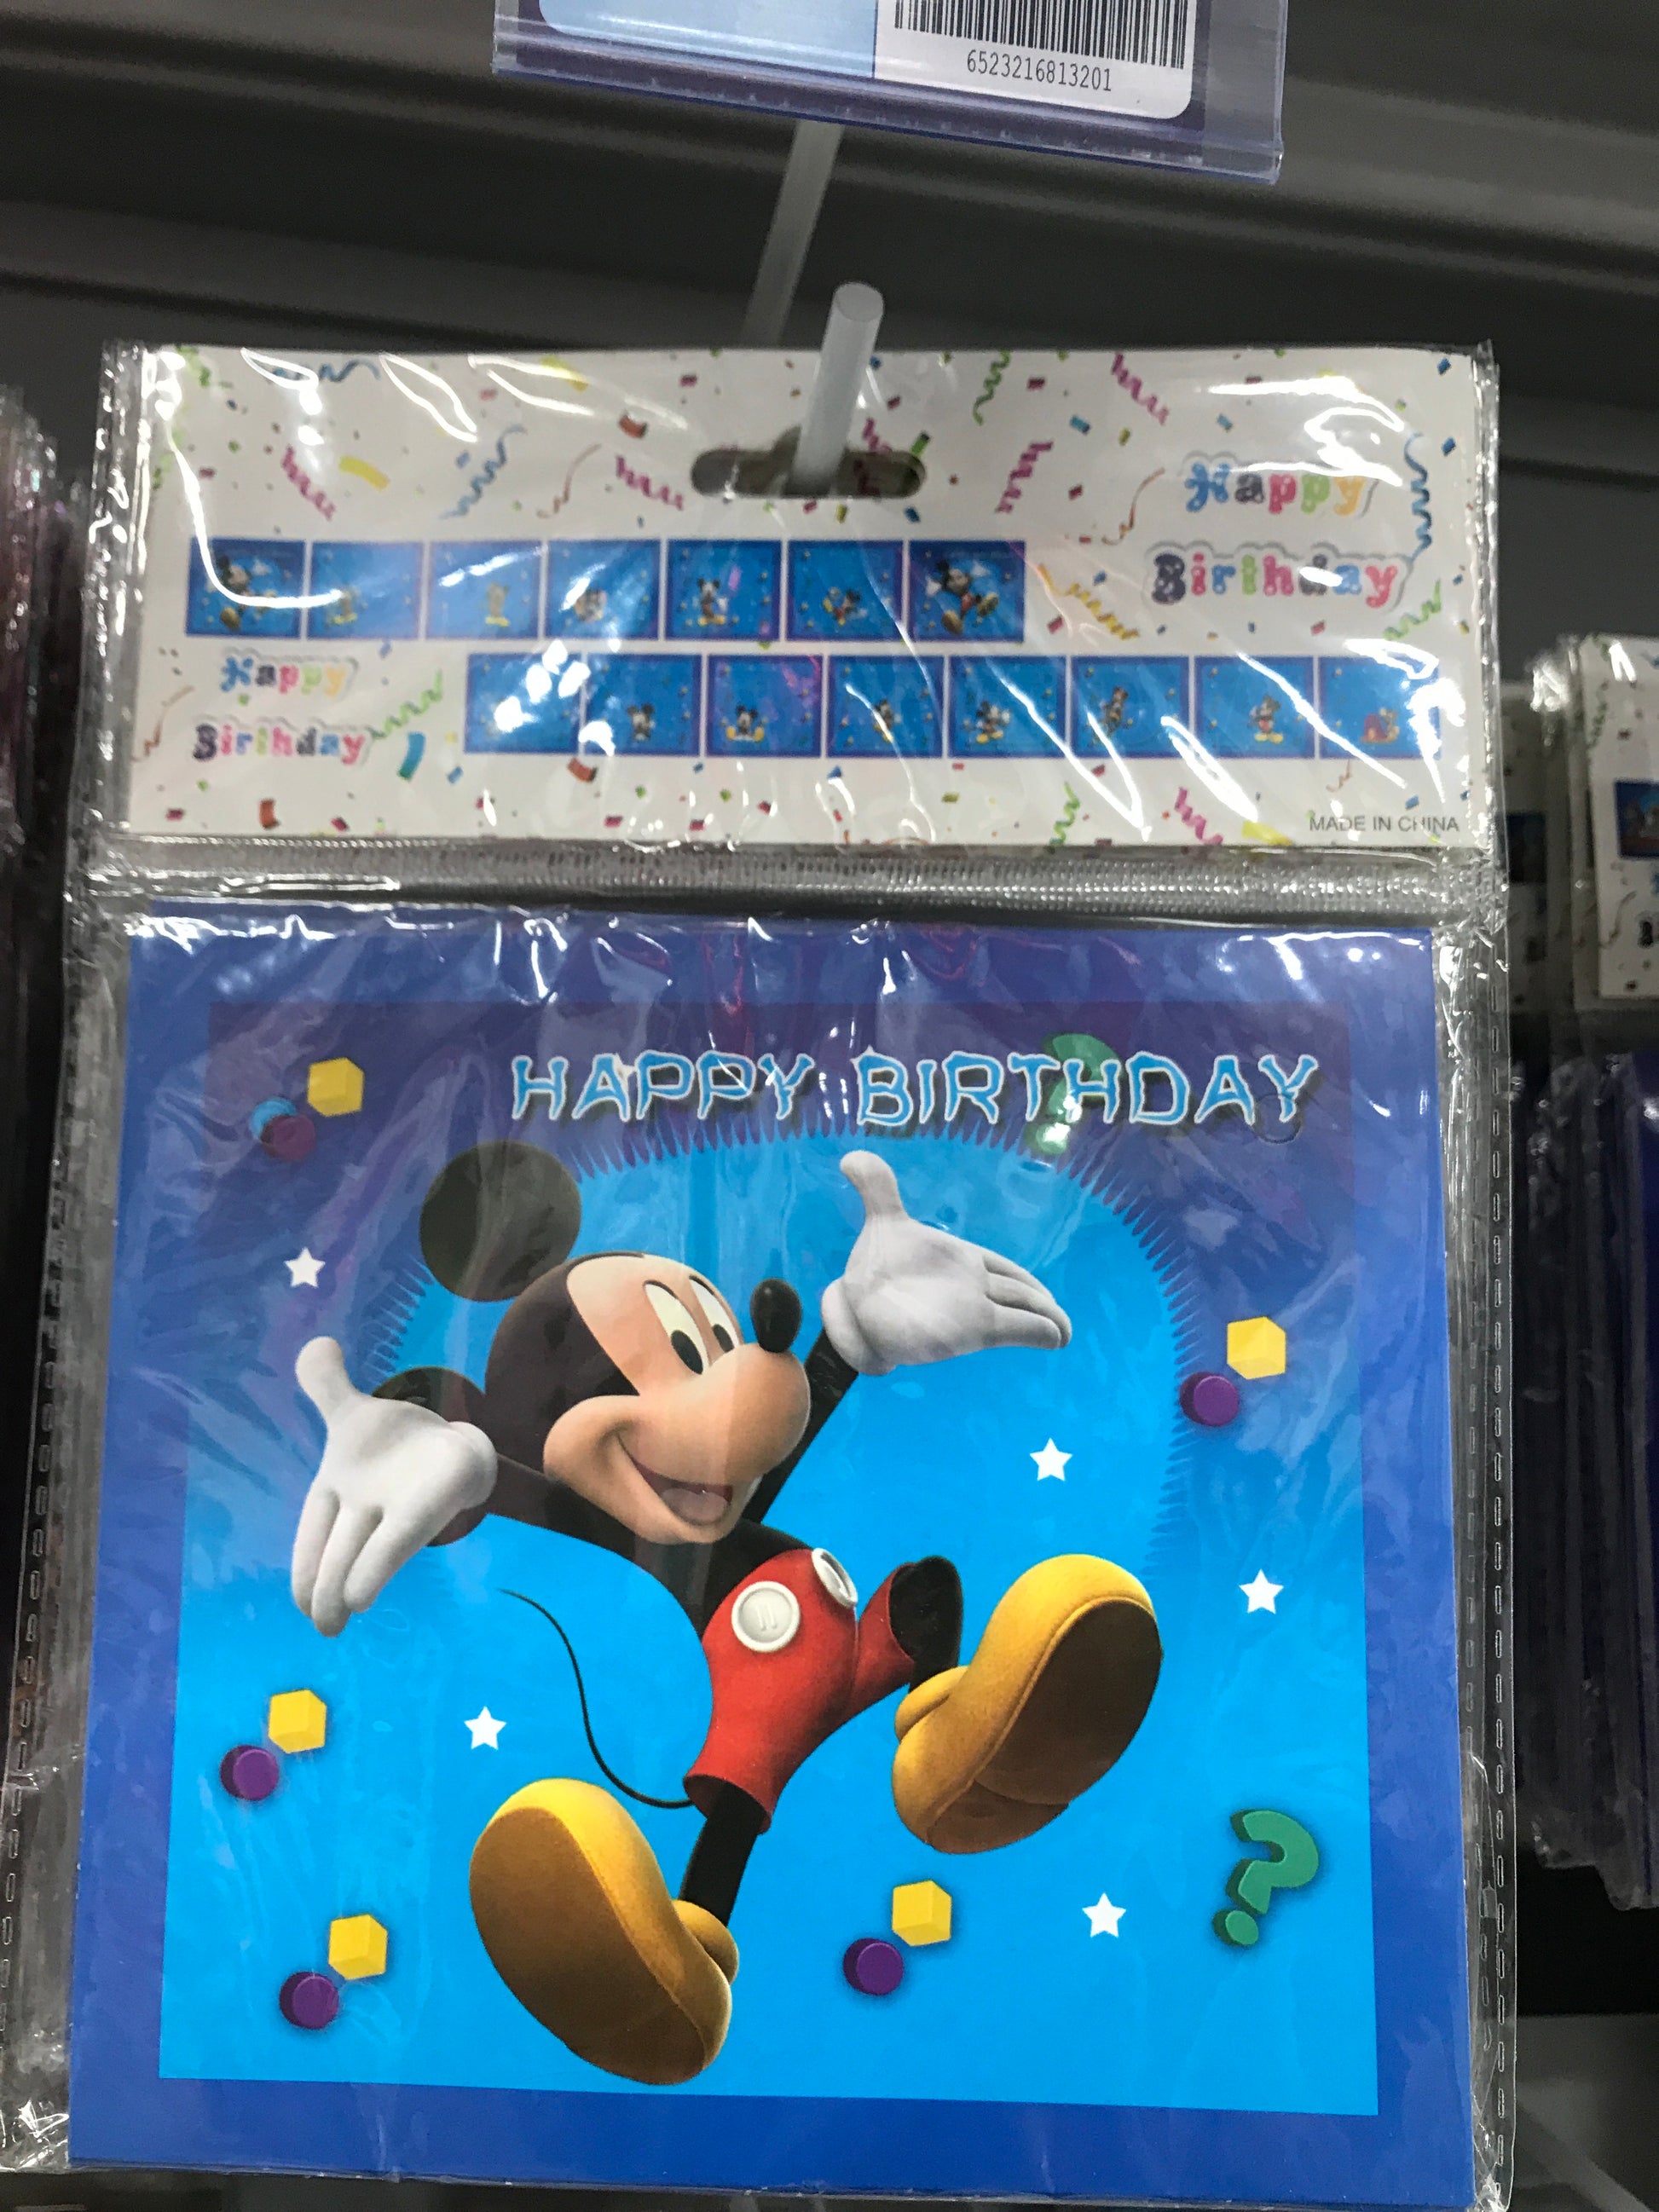 6523216813201
Happy
Birthday
Happy
Birthday
MADE IN CHINA
HAPPY BIRTHDAY
?